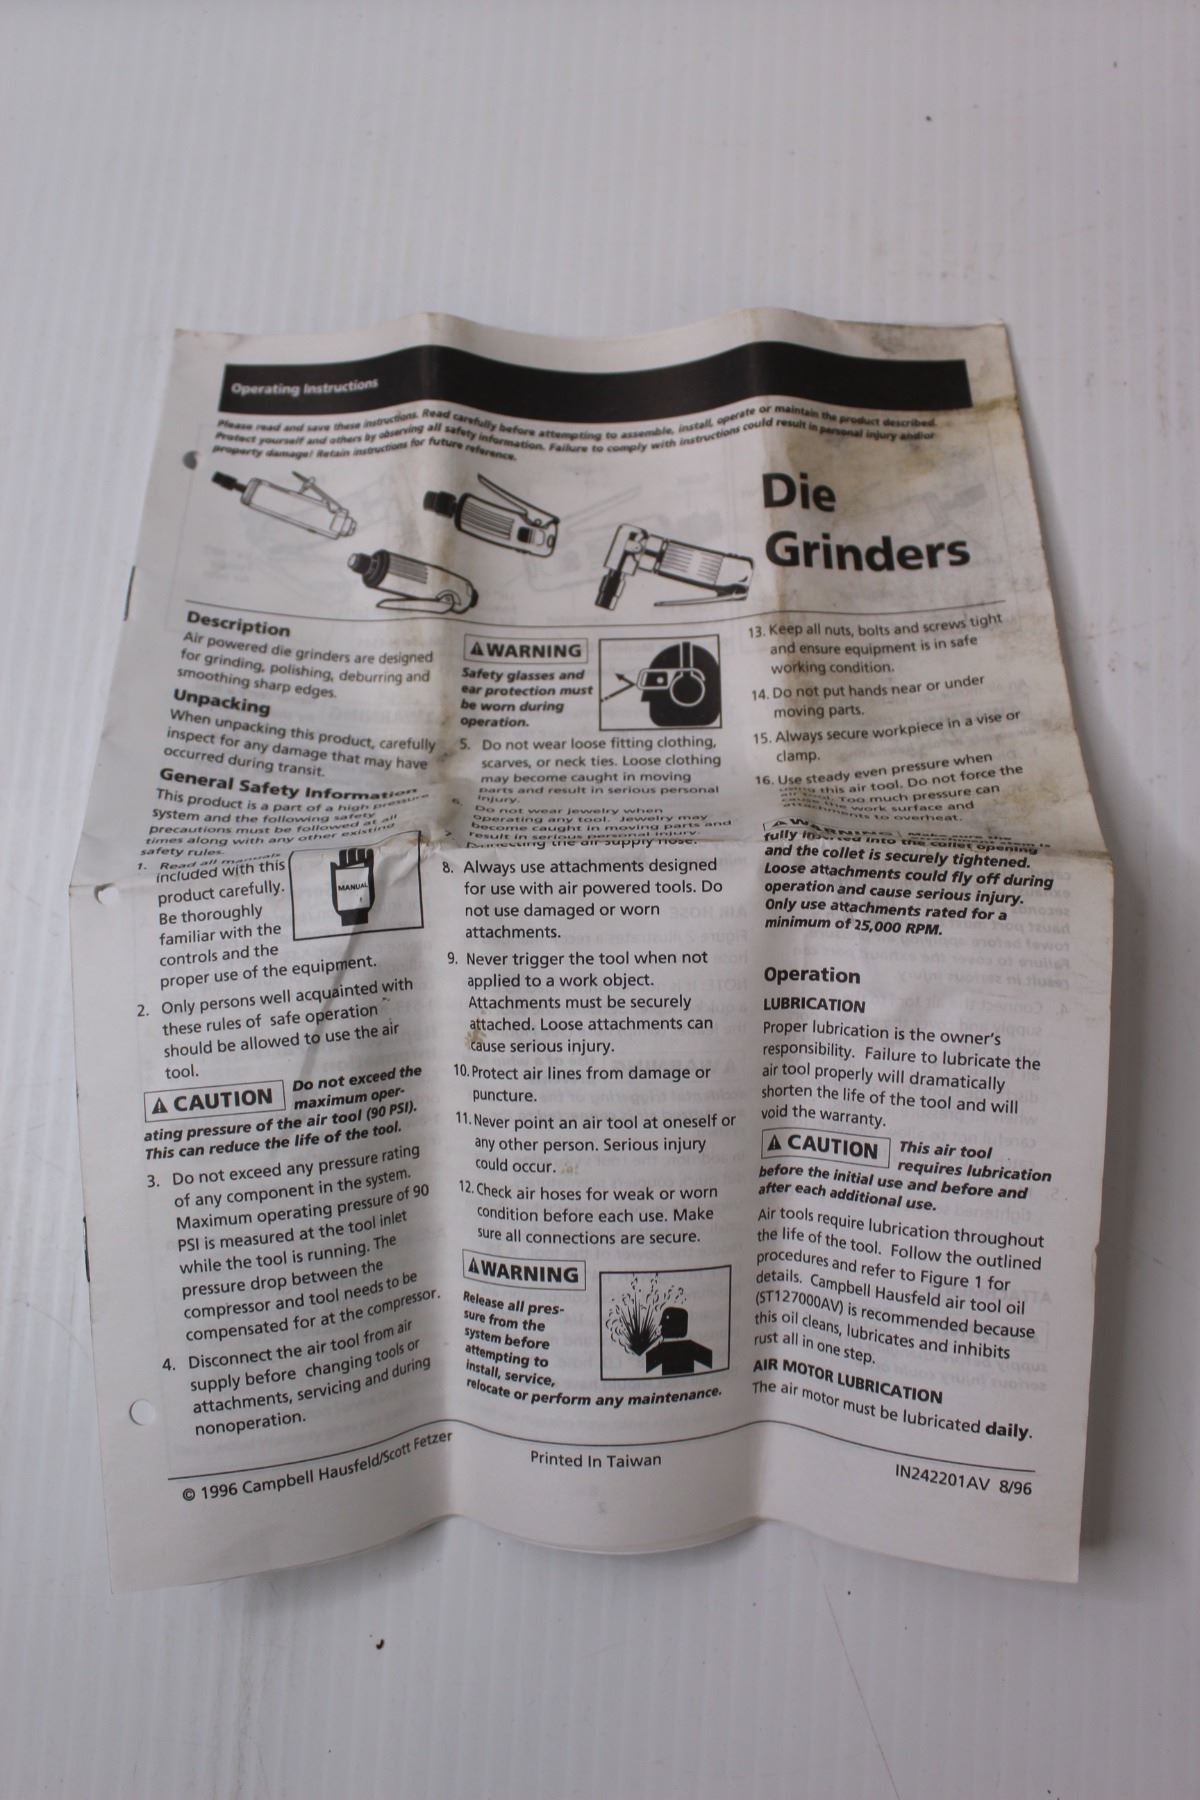 Operating Instructions
Please read and save these instructions. Read carefully before attempting to assemble, install, operate or maintain the product described.
Protect yourself and others by observing all safety information. Failure to comply with instructions could result in personal injury and/or
property damage! Retain instructions for future reference.
Die
Grinders
Description
Air powered die grinders are designed
for grinding, polishing, deburring and
smoothing sharp edges.
Unpacking
When unpacking this product, carefully
inspect for any damage that may have
occurred during transit.
General Safety Information
This product is a part of a high pressure
system and the following safety
precautions must be followed at all
times along with any other existing
safety rules.
1. Read all manuals
included with this
product carefully.
Be thoroughly
familiar with the
controls and the
proper use of the equipment.
MANUAL
2. Only persons well acquainted with
these rules of safe operation
should be allowed to use the air
tool.
CAUTION Do not exceed the
maximum oper-
ating pressure of the air tool (90 PSI).
This can reduce the life of the tool.
3. Do not exceed any pressure rating
of any component in the system.
Maximum operating pressure of 90
PSI is measured at the tool inlet
while the tool is running. The
pressure drop between the
compressor and tool needs to be
compensated for at the compressor.
4. Disconnect the air tool from air
supply before changing tools or
attachments, servicing and during
nonoperation.
WARNING
Safety glasses and
ear protection must
be worn during
operation.
5. Do not wear loose fitting clothing,
scarves, or neck ties. Loose clothing
may become caught in moving
parts and result in serious personal
injury.
6. Do not wear jewelry when
operating any tool. Jewelry may
become caught in moving parts and
result in serious personal injury.
7.
connecting the air supply hose.
8. Always use attachments designed
for use with air powered tools. Do
not use damaged or worn
attachments.
9. Never trigger the tool when not
applied to a work object.
Attachments must be securely
attached. Loose attachments can
cause serious injury.
10. Protect air lines from damage or
puncture.
11. Never point an air tool at oneself or
any other person. Serious injury
could occur.
12. Check air hoses for weak or worn
condition before each use. Make
sure all connections are secure.
WARNING
Release all pres-
sure from the
system before
attempting to
install, service,
relocate or perform any maintenance.
13. Keep all nuts, bolts and screws tight
and ensure equipment is in safe
working condition.
14. Do not put hands near or under
moving parts.
15. Always secure workpiece in a vise or
clamp.
16. Use steady even pressure when
using this air tool. Do not force the
air tool. Too much pressure can
cause the work surface and
attachments to overheat.
WARNING Make sure the
fully inserted into the collet opening
and the collet is securely tightened.
Loose attachments could fly off during
operation and cause serious injury.
Only use attachments rated for a
minimum of 25,000 RPM.
Operation
LUBRICATION
Proper lubrication is the owner's
responsibility. Failure to lubricate the
air tool properly will dramatically
shorten the life of the tool and will
void the warranty.
CAUTION This air tool
requires lubrication
before the initial use and before and
after each additional use.
Air tools require lubrication throughout
the life of the tool. Follow the outlined
procedures and refer to Figure 1 for
details. Campbell Hausfeld air tool oil
(ST127000AV) is recommended because
this oil cleans, lubricates and inhibits
rust all in one step.
AIR MOTOR LUBRICATION
The air motor must be lubricated daily.
© 1996 Campbell Hausfeld/Scott Fetzer
Printed In Taiwan
IN242201AV 8/96